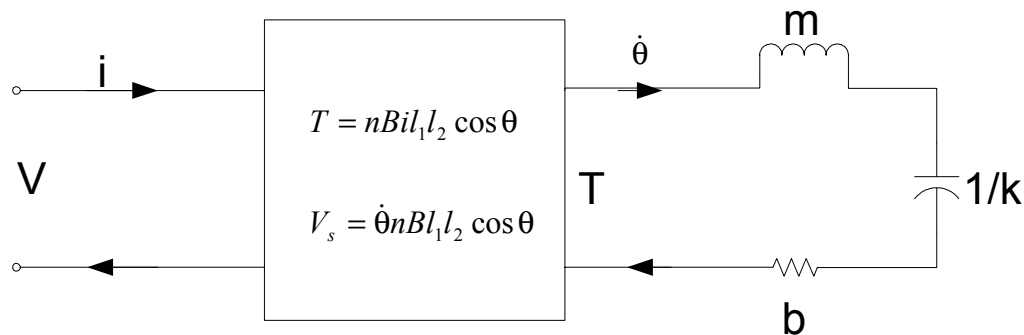 m
θ̇
i
T = nBil₁l₂ cos θ
V
T
1/k
Vₛ = θ̇nBl₁l₂ cos θ
b